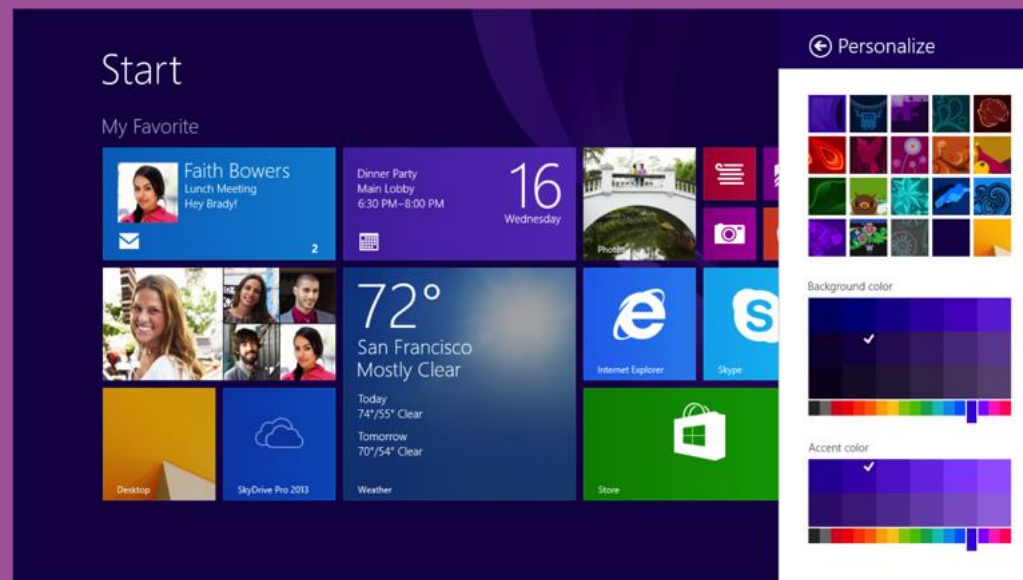 Start
My Favorite
Faith Bowers
Lunch Meeting
Hey Brady!
2
Dinner Party
Main Lobby
6:30 PM–8:00 PM
16
Wednesday
Photos
72°
San Francisco
Mostly Clear
Today
74°/55° Clear
Tomorrow
70°/54° Clear
Weather
Internet Explorer
Skype
Desktop
SkyDrive Pro 2013
Store
Personalize
Background color
Accent color